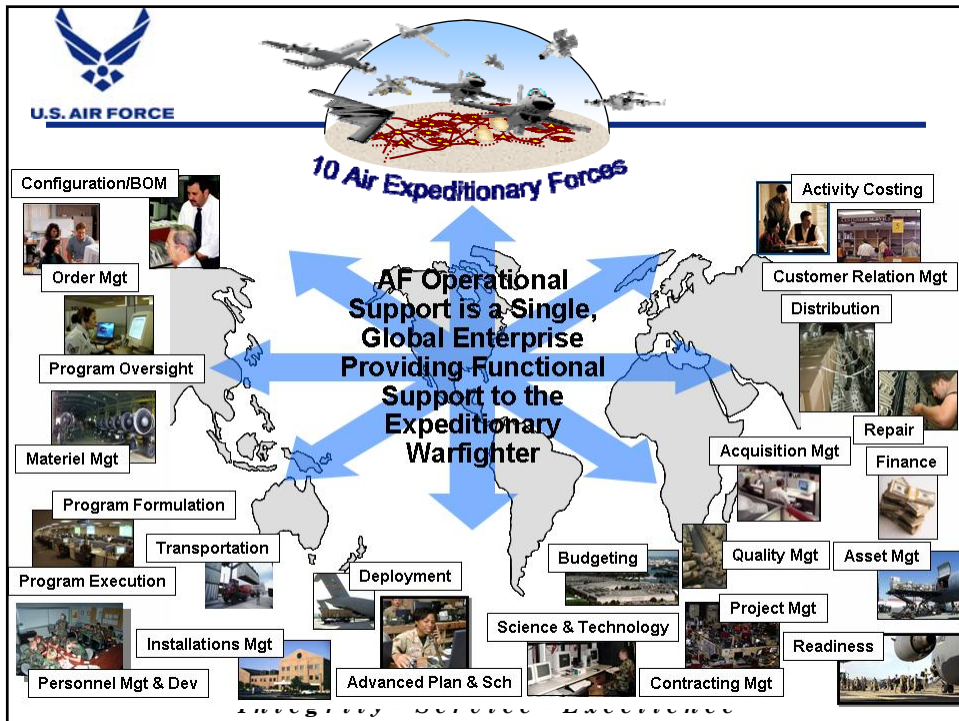 U.S. AIR FORCE
10 Air Expeditionary Forces
Configuration/BOM
Activity Costing
Order Mgt
Customer Relation Mgt
AF Operational
Support is a Single,
Global Enterprise
Providing Functional
Support to the
Expeditionary
Warfighter
Distribution
Program Oversight
Repair
Materiel Mgt
Acquisition Mgt
Finance
Program Formulation
Transportation
Deployment
Budgeting
Quality Mgt
Asset Mgt
Program Execution
Project Mgt
Science & Technology
Installations Mgt
Readiness
Personnel Mgt & Dev
Advanced Plan & Sch
Contracting Mgt
Integrity Service Excellence